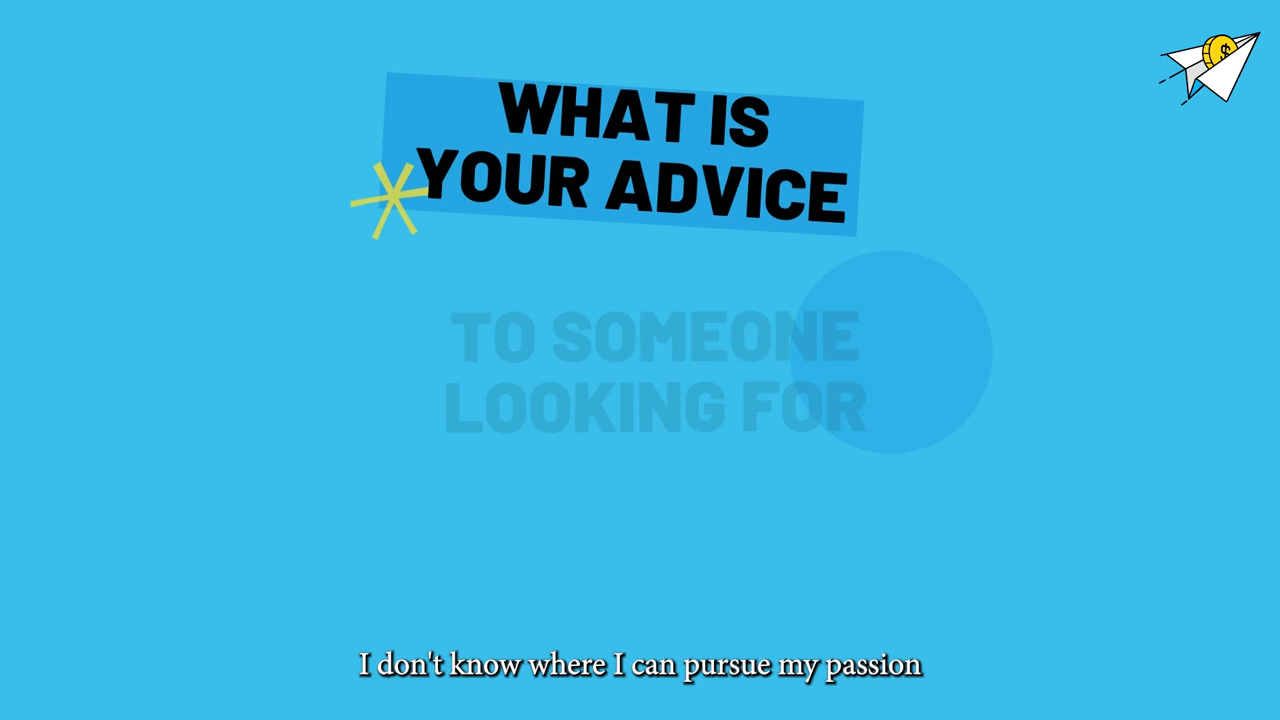 WHAT IS
YOUR ADVICE
TO SOMEONE
LOOKING FOR
I don't know where I can pursue my passion